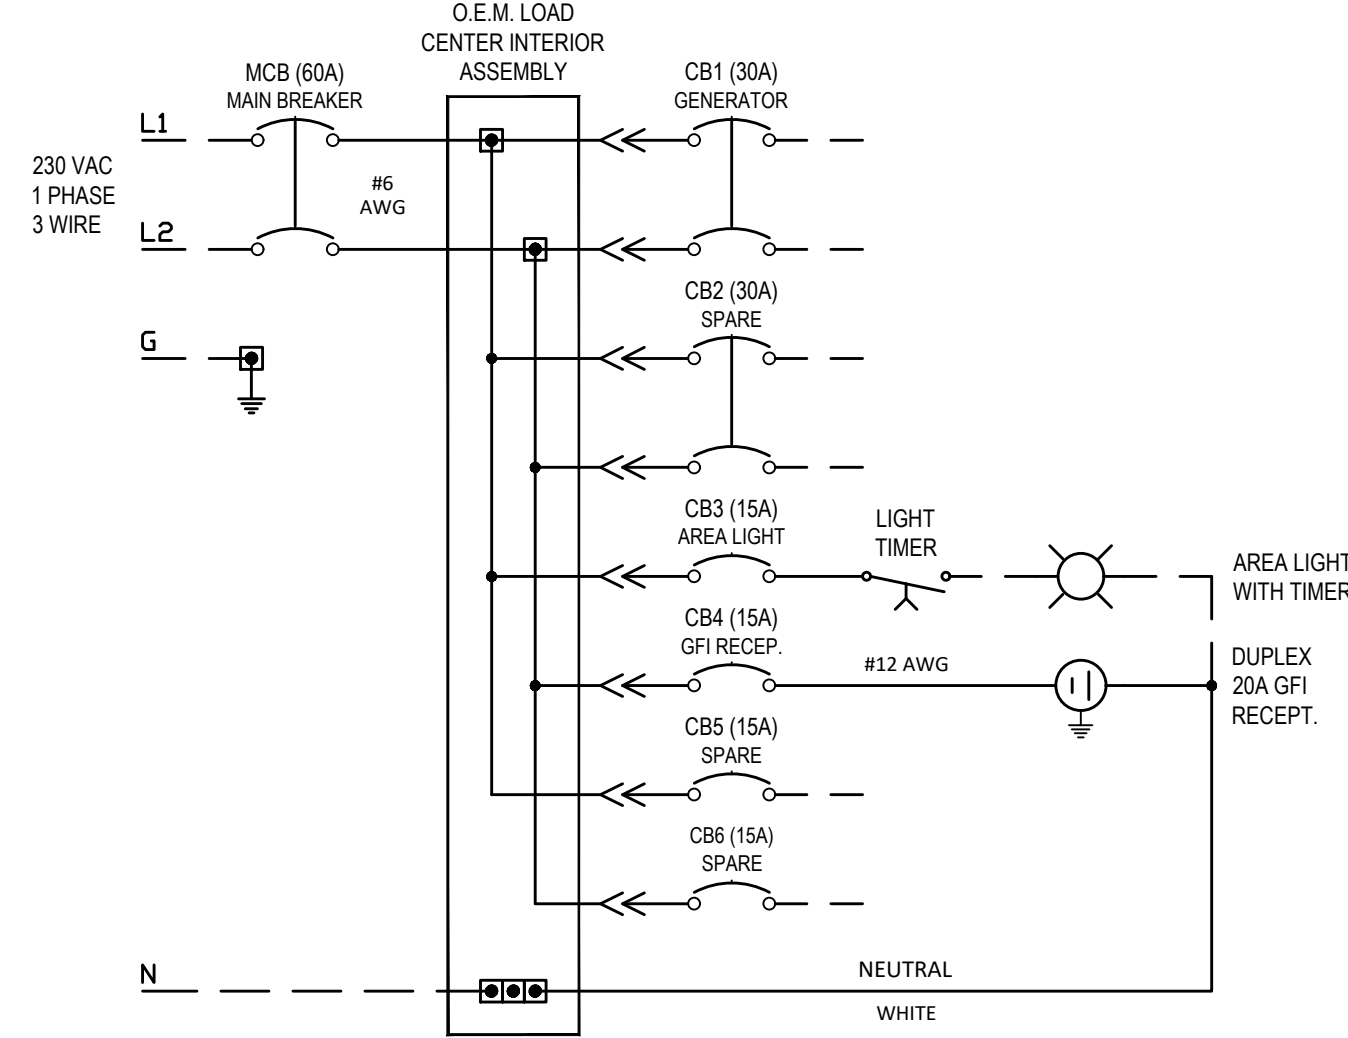 O.E.M. LOAD
CENTER INTERIOR
ASSEMBLY
MCB (60A)
MAIN BREAKER
CB1 (30A)
GENERATOR
L1
230 VAC
1 PHASE
3 WIRE
#6
AWG
L2
CB2 (30A)
SPARE
G
CB3 (15A)
AREA LIGHT
LIGHT
TIMER
AREA LIGHT
WITH TIMER
CB4 (15A)
GFI RECEP.
#12 AWG
DUPLEX
20A GFI
RECEPT.
CB5 (15A)
SPARE
CB6 (15A)
SPARE
N
NEUTRAL
WHITE